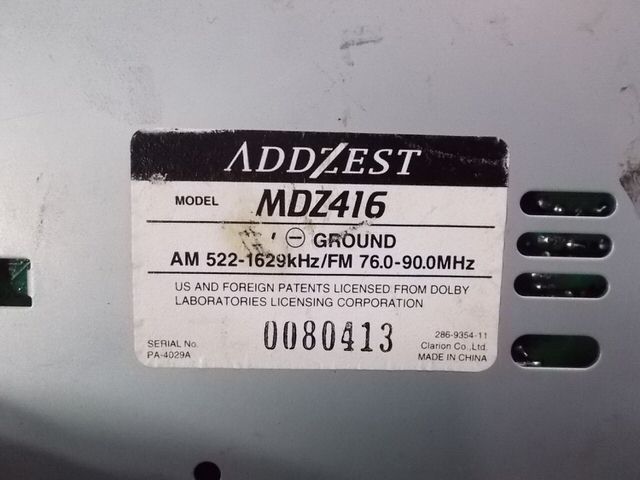 ADDZEST
MODEL MDZ416
⊖ GROUND
AM 522-1629kHz/FM 76.0-90.0MHz
US AND FOREIGN PATENTS LICENSED FROM DOLBY
LABORATORIES LICENSING CORPORATION
SERIAL No. 0080413 286-9354-11
PA-4029A Clarion Co.,Ltd.
MADE IN CHINA